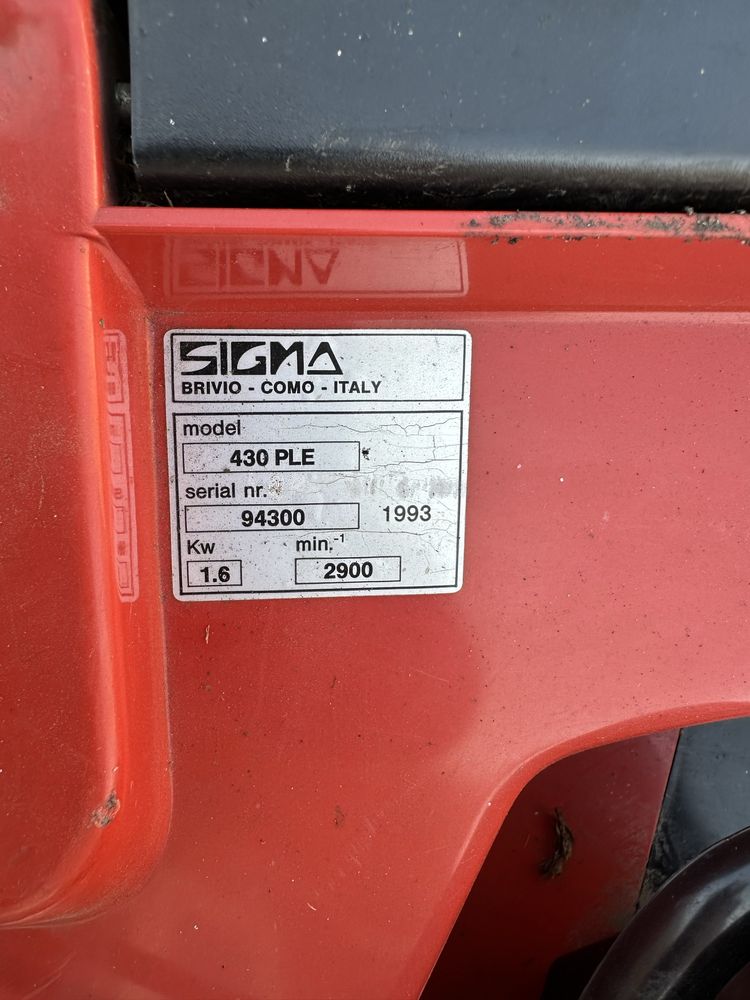 SIGMA
BRIVIO - COMO - ITALY
model
430 PLE
serial nr.
94300 1993
Kw min.⁻¹
1.6 2900